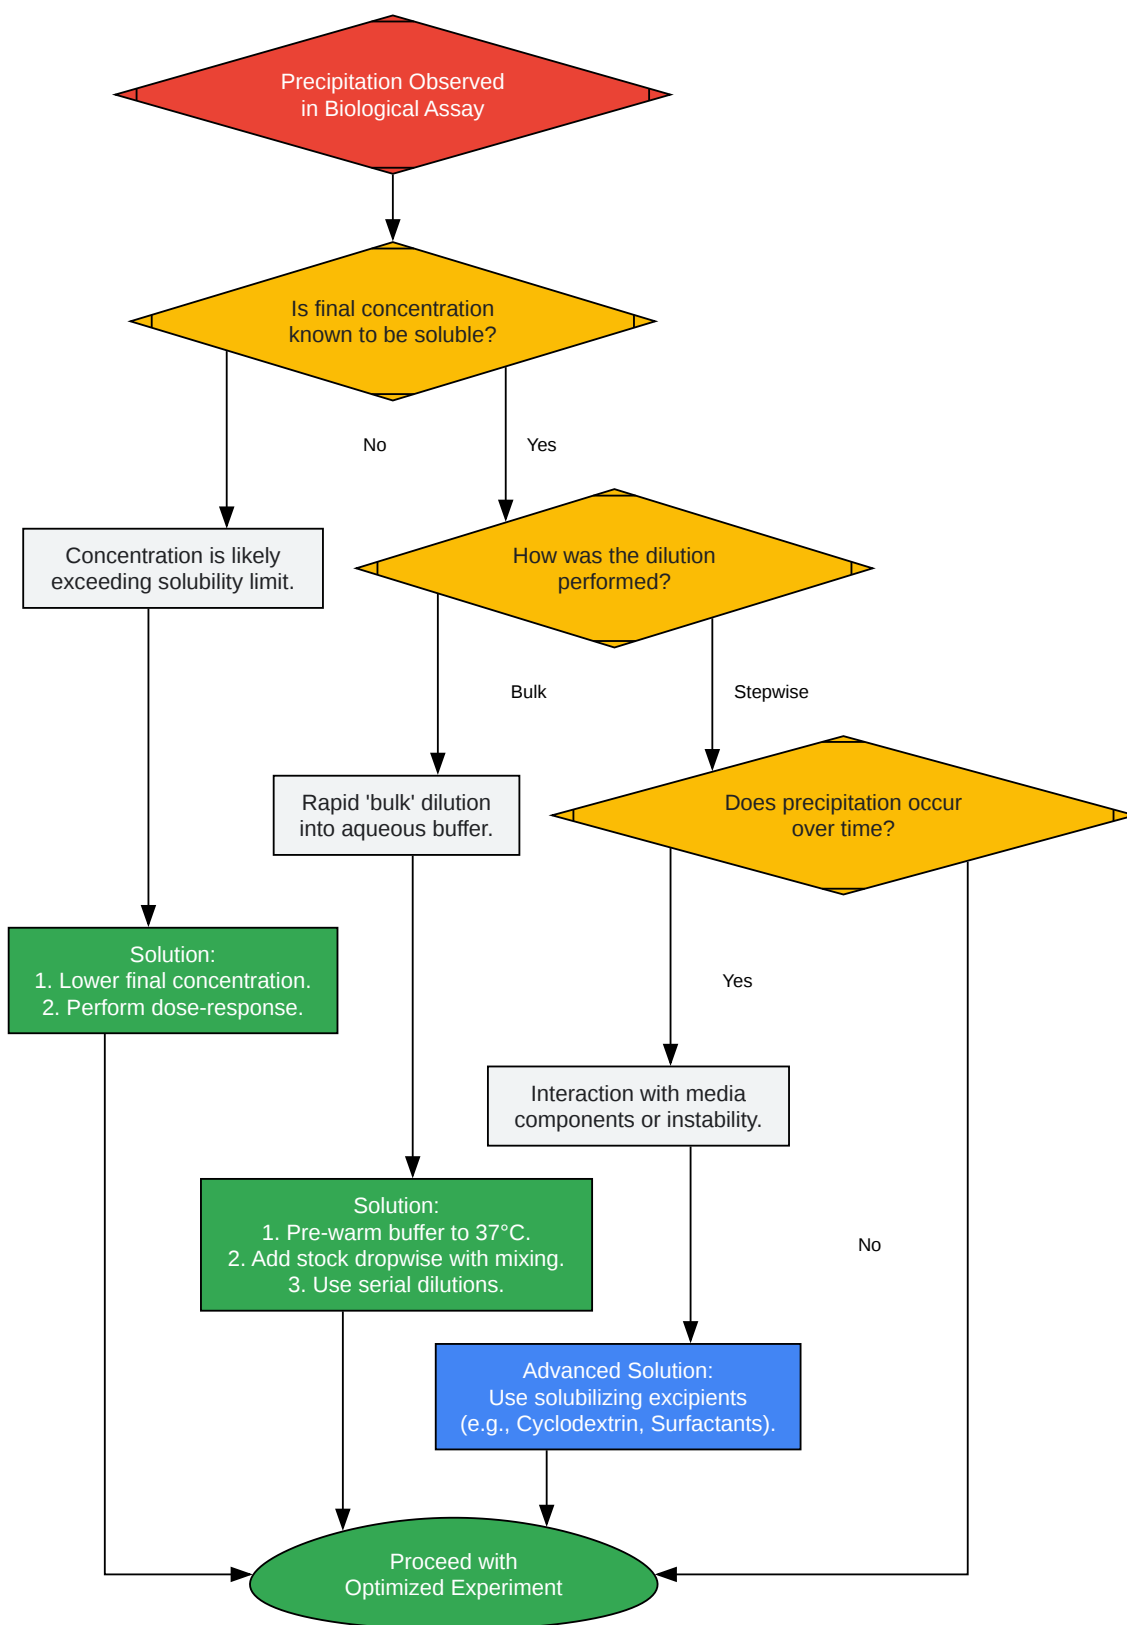 Precipitation Observed
in Biological Assay
Is final concentration
known to be soluble?
No
Yes
Concentration is likely
exceeding solubility limit.
How was the dilution
performed?
Bulk
Stepwise
Rapid 'bulk' dilution
into aqueous buffer.
Does precipitation occur
over time?
Solution:
1. Lower final concentration.
2. Perform dose-response.
Yes
Interaction with media
components or instability.
Solution:
1. Pre-warm buffer to 37°C.
2. Add stock dropwise with mixing.
3. Use serial dilutions.
No
Advanced Solution:
Use solubilizing excipients
(e.g., Cyclodextrin, Surfactants).
Proceed with
Optimized Experiment